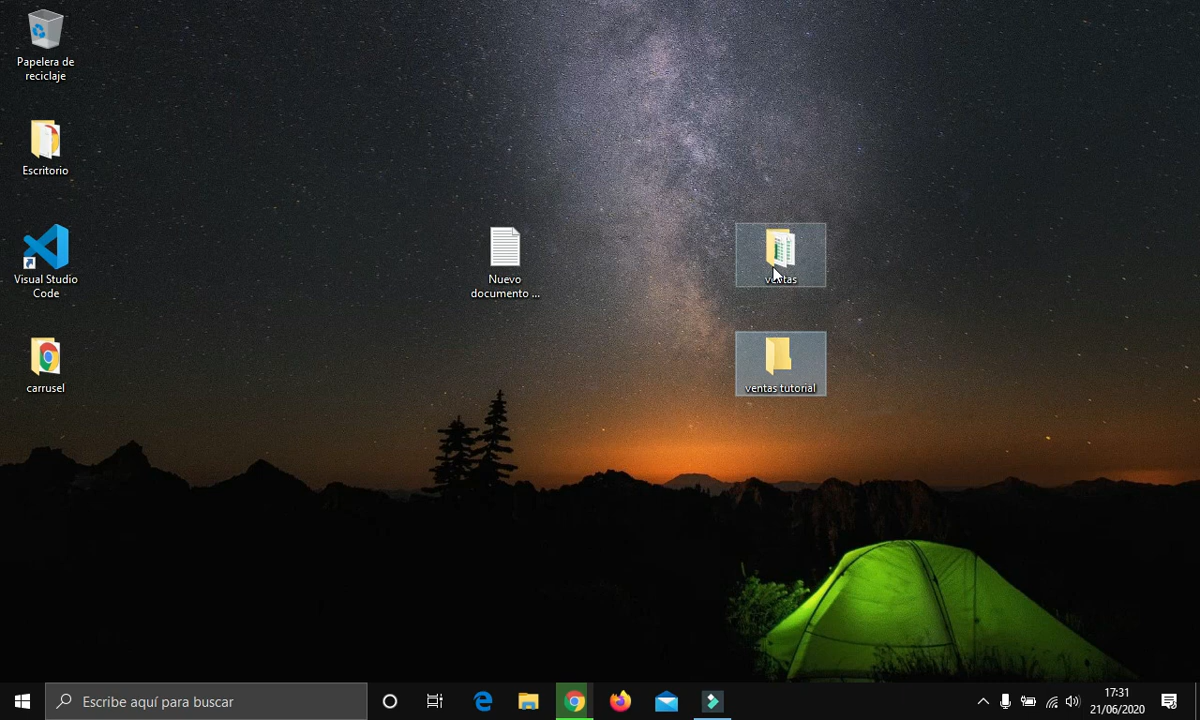 Papelera de
reciclaje
Escritorio
Visual Studio
Code
carrusel
Nuevo
documento ...
ventas
ventas tutorial
Escribe aquí para buscar
17:31
21/06/2020